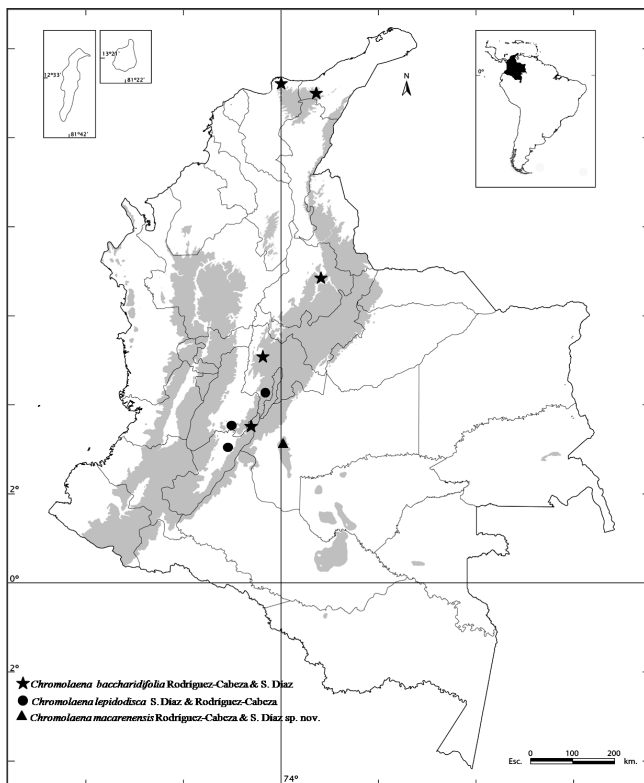 13°23'
12°33'
81°22'
81°42'
N
0°
2°
0°
2°
Chromolaena baccharidifolia Rodríguez-Cabeza & S. Díaz
Chromolaena lepidodisca S. Díaz & Rodríguez-Cabeza
Chromolaena macarenensis Rodríguez-Cabeza & S. Díaz sp. nov.
0 100 200
Esc. km.
74°